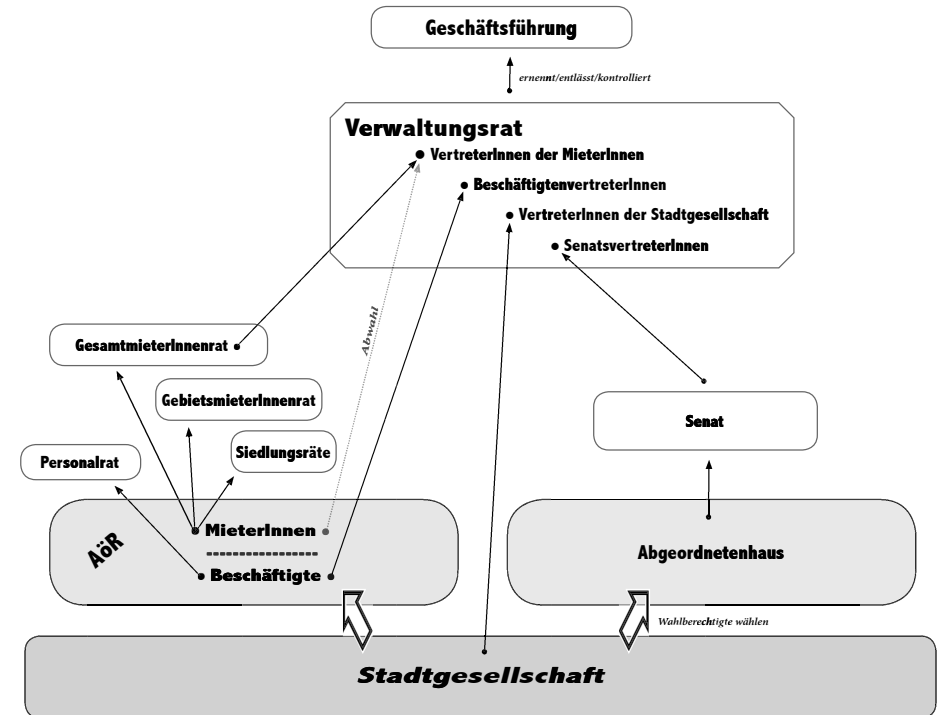 Geschäftsführung
ernennt/entlässt/kontrolliert
Verwaltungsrat
VertreterInnen der MieterInnen
BeschäftigtenvertreterInnen
VertreterInnen der Stadtgesellschaft
SenatsvertreterInnen
Abwahl
GesamtmieterInnenrat
GebietsmieterInnenrat
Siedlungsräte
Personalrat
Senat
AöR
MieterInnen
Beschäftigte
Abgeordnetenhaus
Wahlberechtigte wählen
Stadtgesellschaft